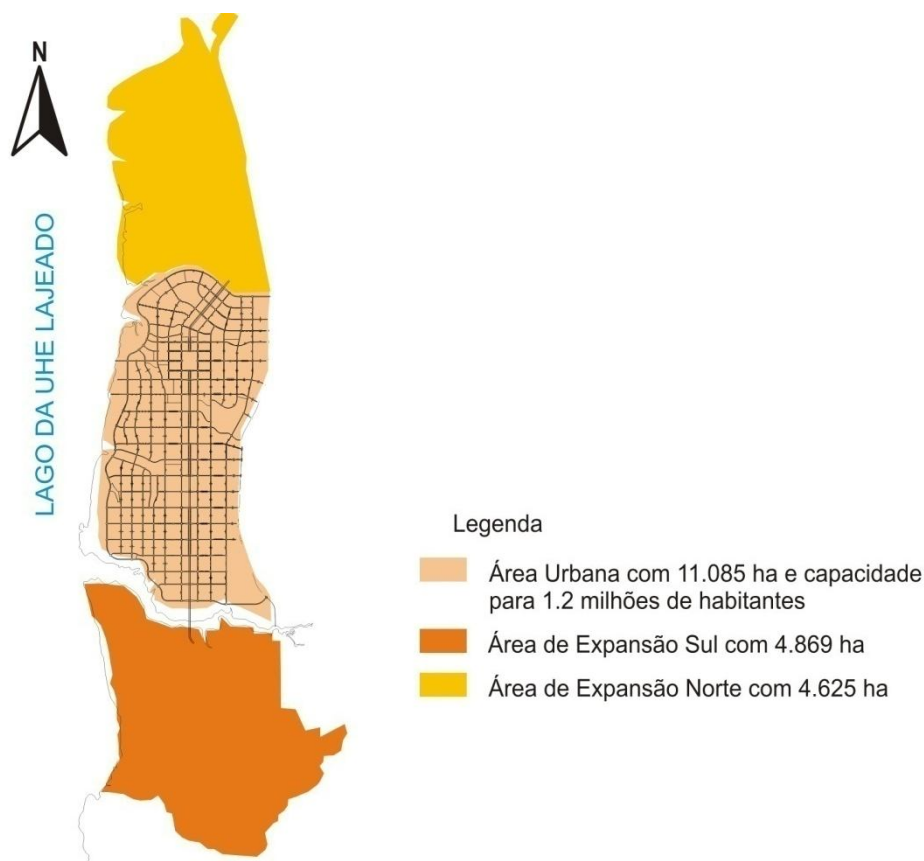 N
LAGO DA UHE LAJEADO
Legenda
Área Urbana com 11.085 ha e capacidade
para 1.2 milhões de habitantes
Área de Expansão Sul com 4.869 ha
Área de Expansão Norte com 4.625 ha